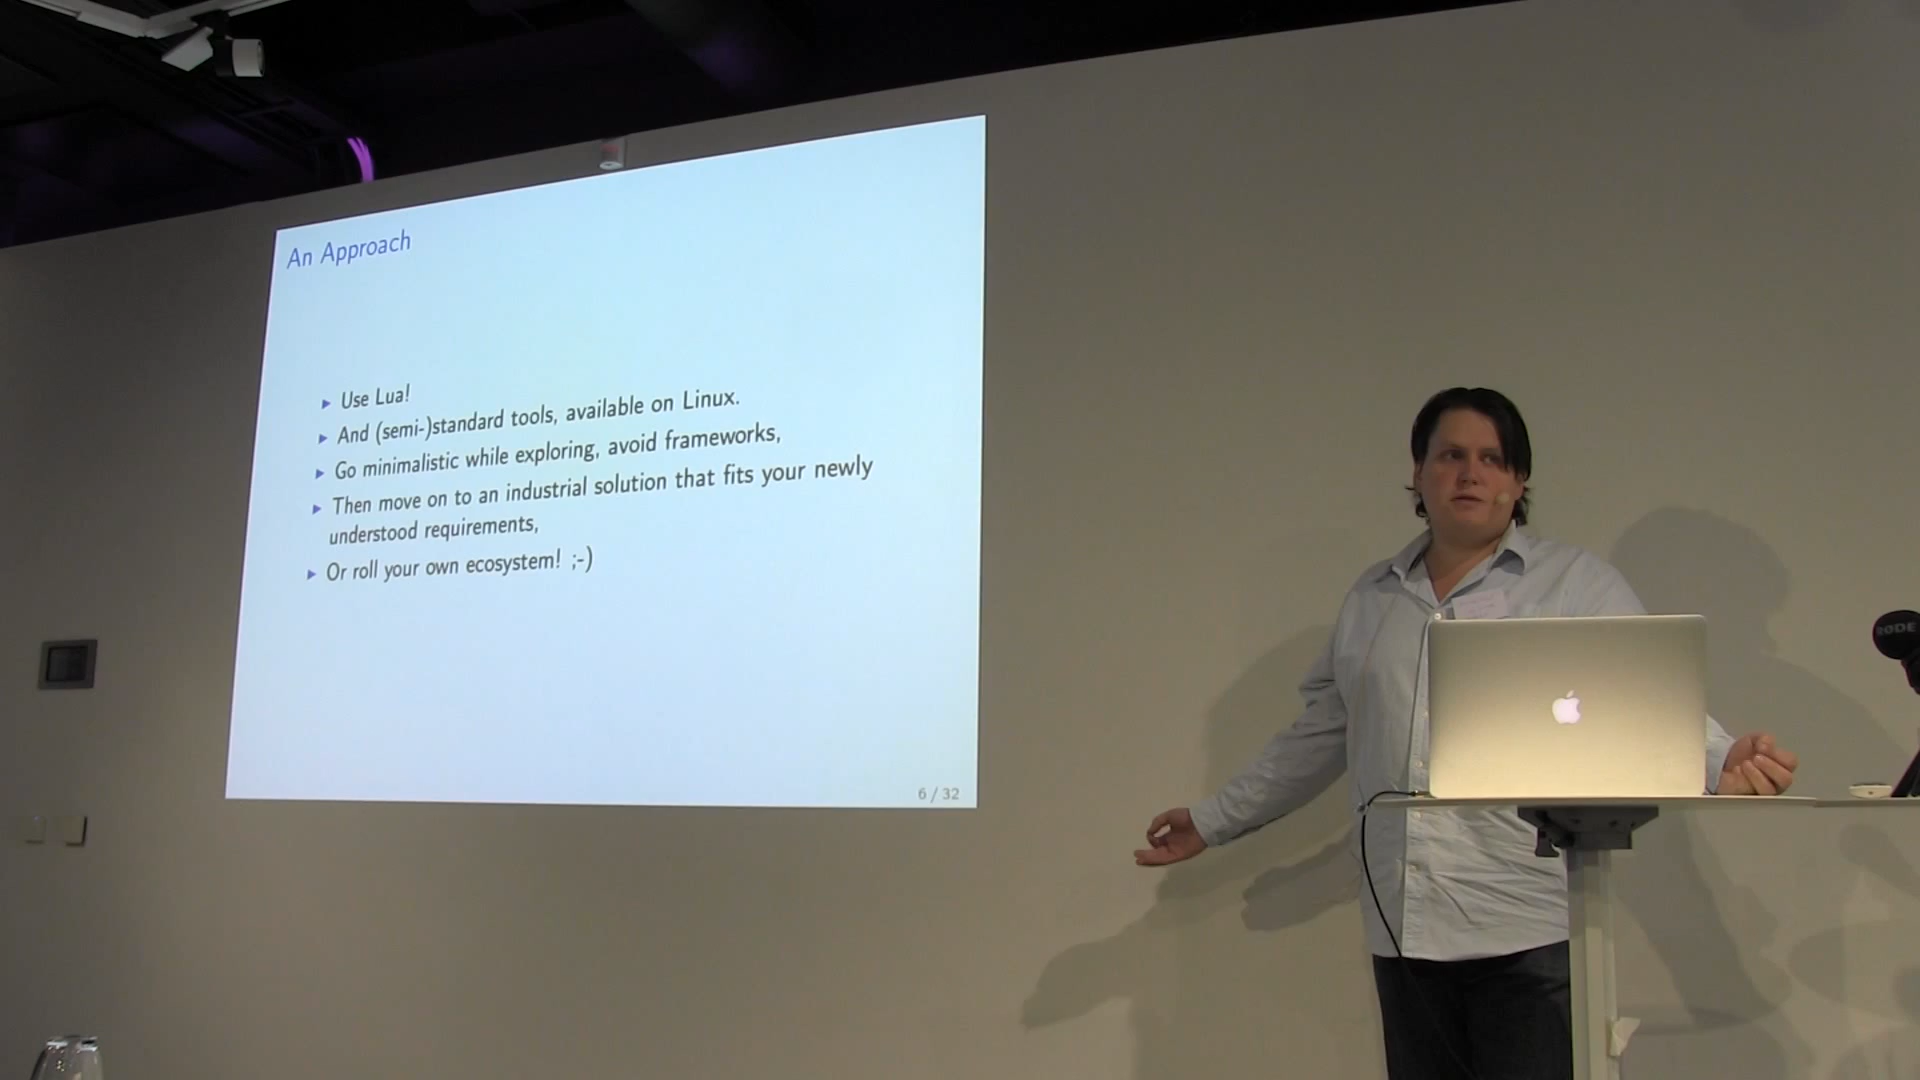 An Approach
▸ Use Lua!
▸ And (semi-)standard tools, available on Linux.
▸ Go minimalistic while exploring, avoid frameworks,
▸ Then move on to an industrial solution that fits your newly
understood requirements,
▸ Or roll your own ecosystem! ;-)
6 / 32
RØDE